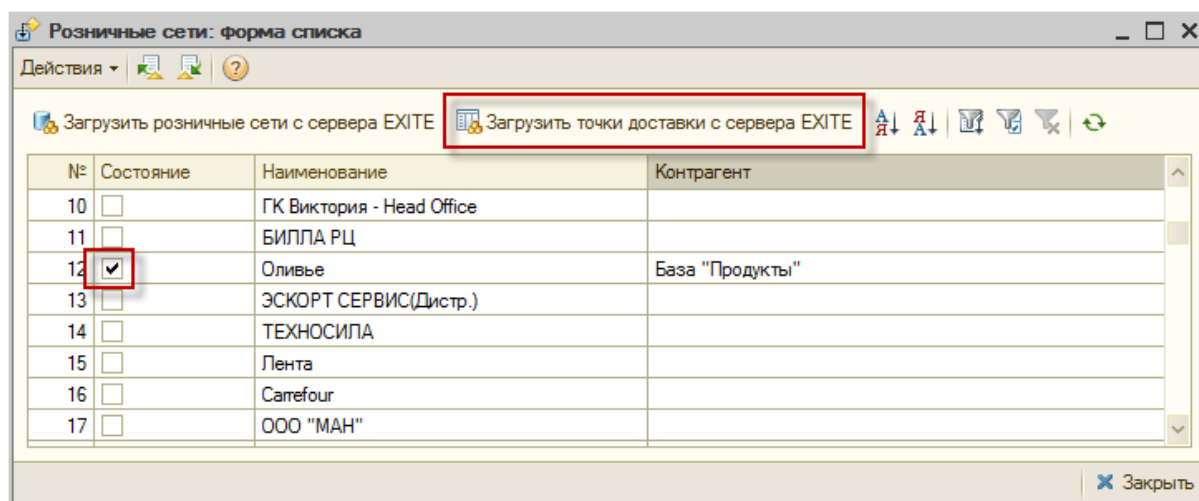 Розничные сети: форма списка
Действия
Загрузить розничные сети с сервера EXITE Загрузить точки доставки с сервера EXITE
№ Состояние Наименование Контрагент
10 ГК Виктория - Head Office
11 БИЛЛА РЦ
12 Оливье База "Продукты"
13 ЭСКОРТ СЕРВИС(Дистр.)
14 ТЕХНОСИЛА
15 Лента
16 Carrefour
17 ООО "МАН"
Закрыть